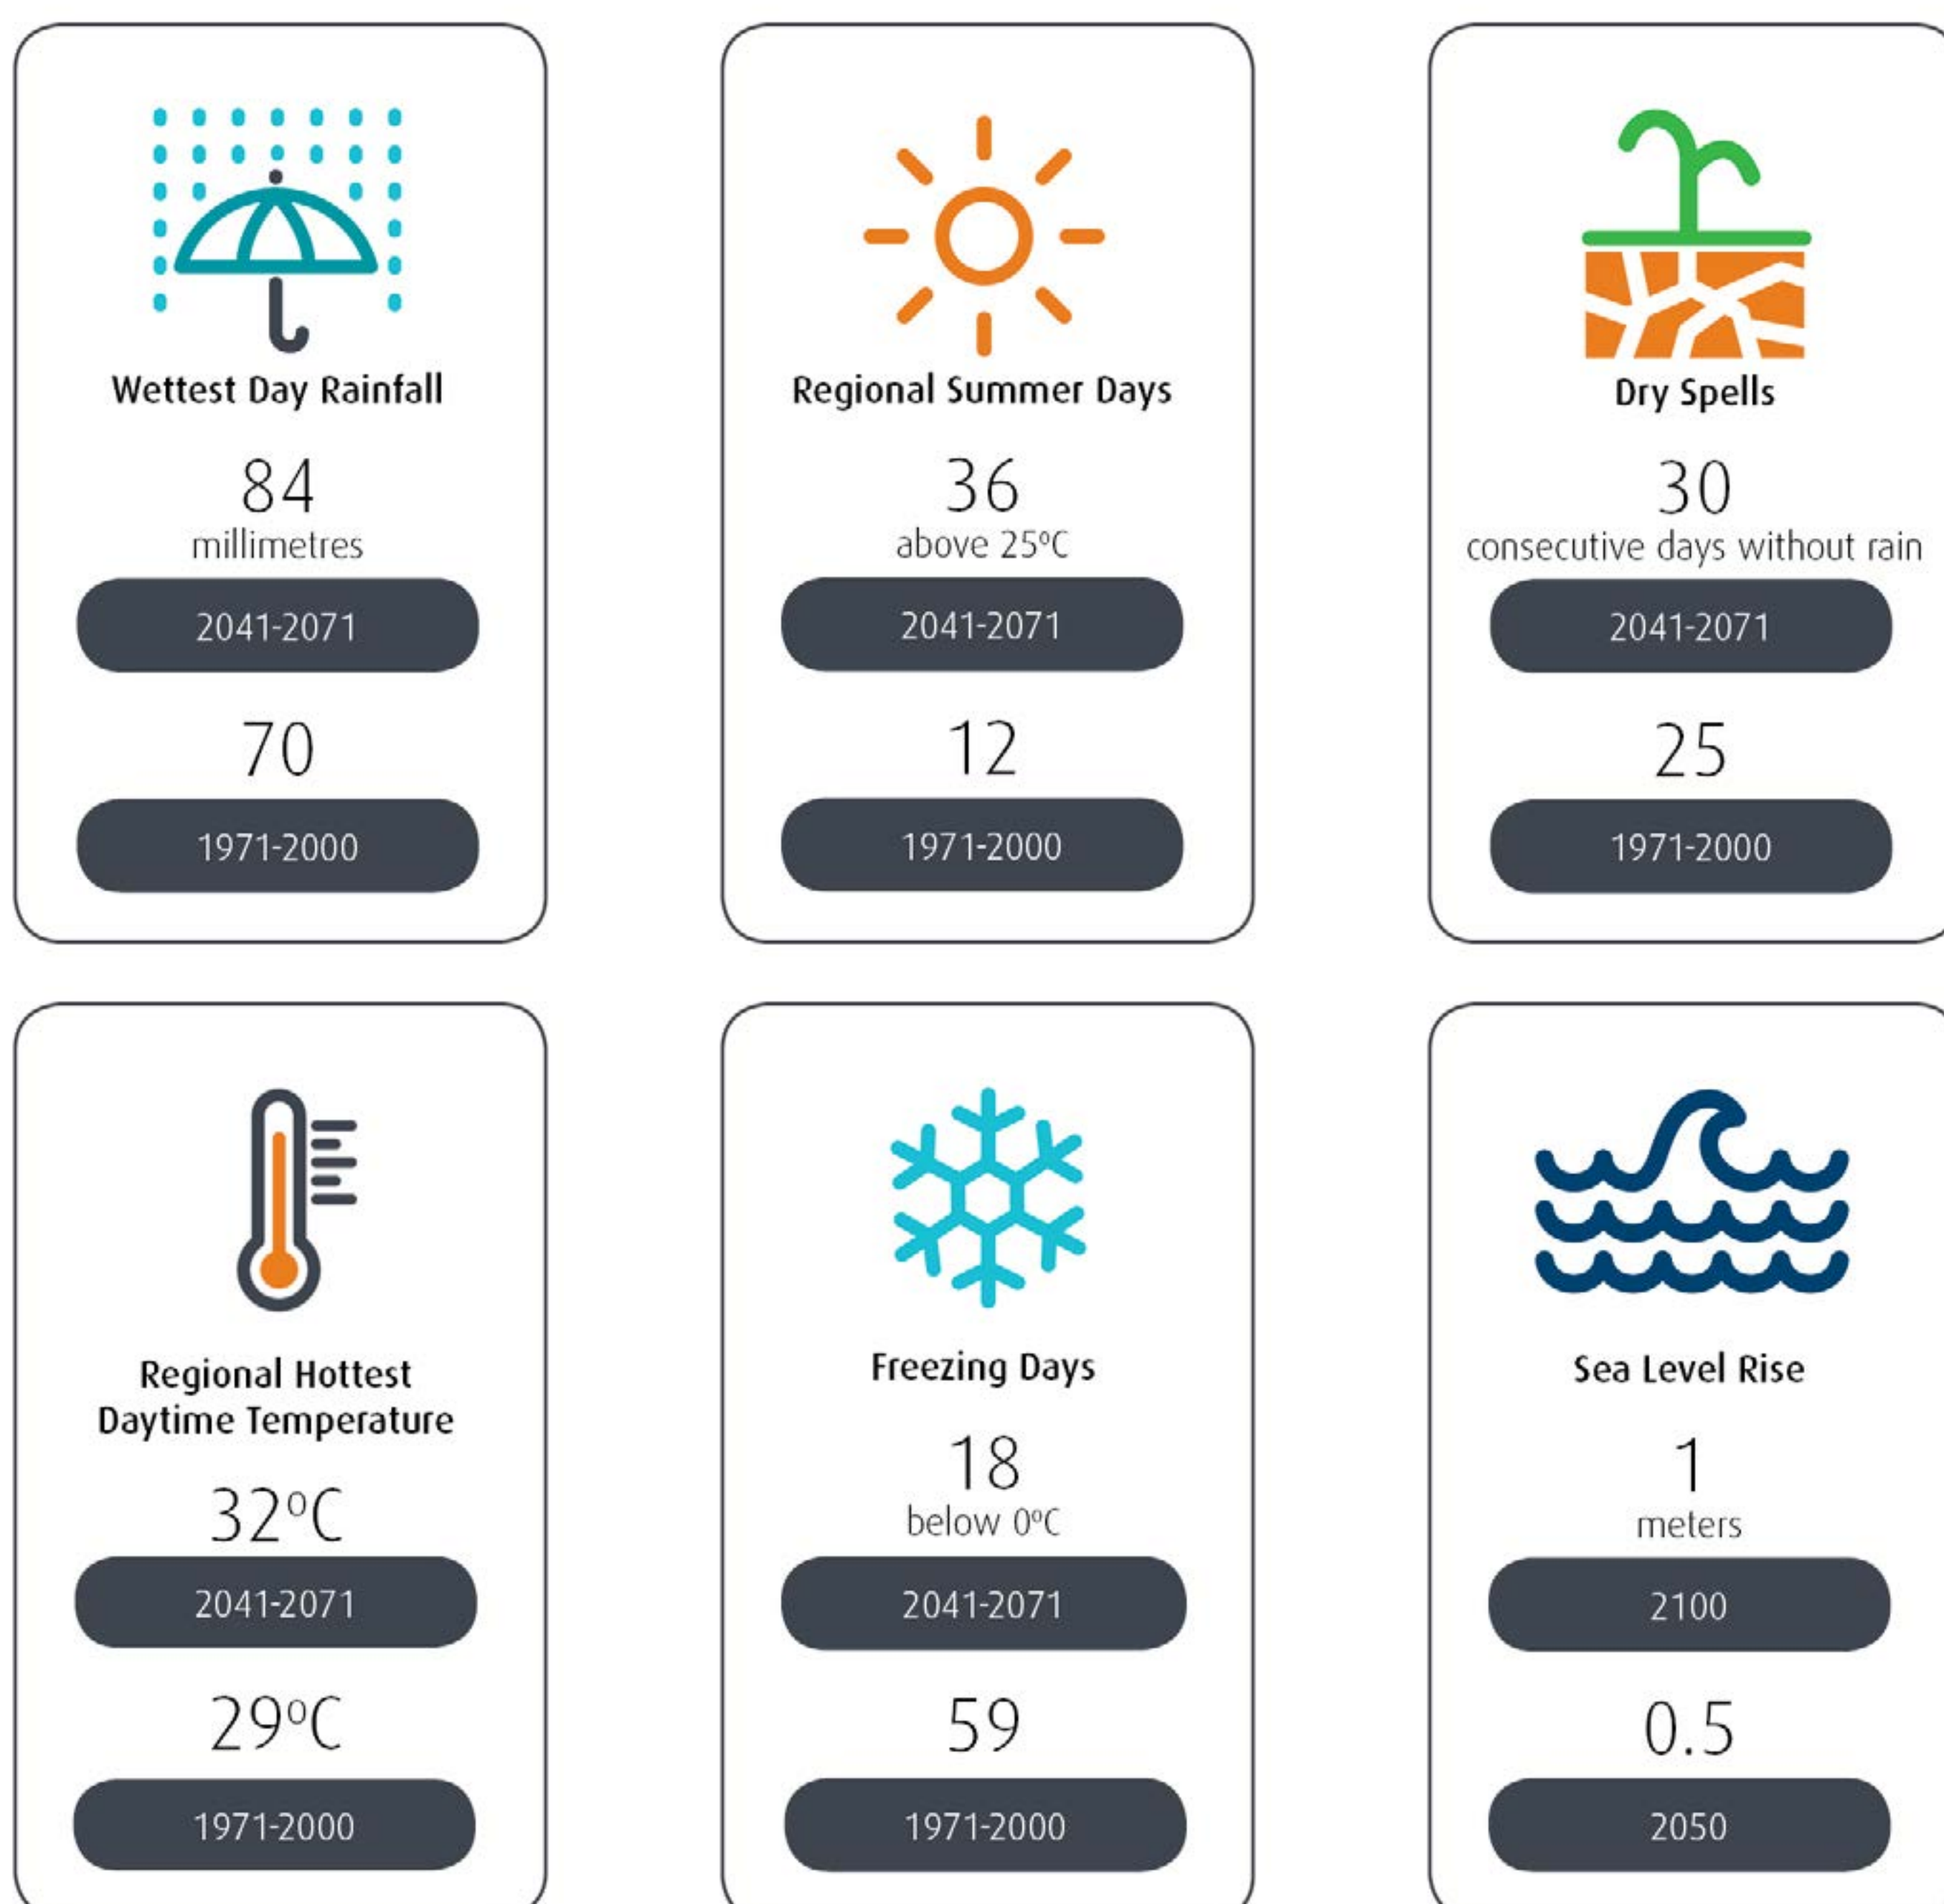 Wettest Day Rainfall
84
millimetres
2041-2071
70
1971-2000
Regional Summer Days
36
above 25ºC
2041-2071
12
1971-2000
Dry Spells
30
consecutive days without rain
2041-2071
25
1971-2000
Regional Hottest
Daytime Temperature
32ºC
2041-2071
29ºC
1971-2000
Freezing Days
18
below 0ºC
2041-2071
59
1971-2000
Sea Level Rise
1
meters
2100
0.5
2050